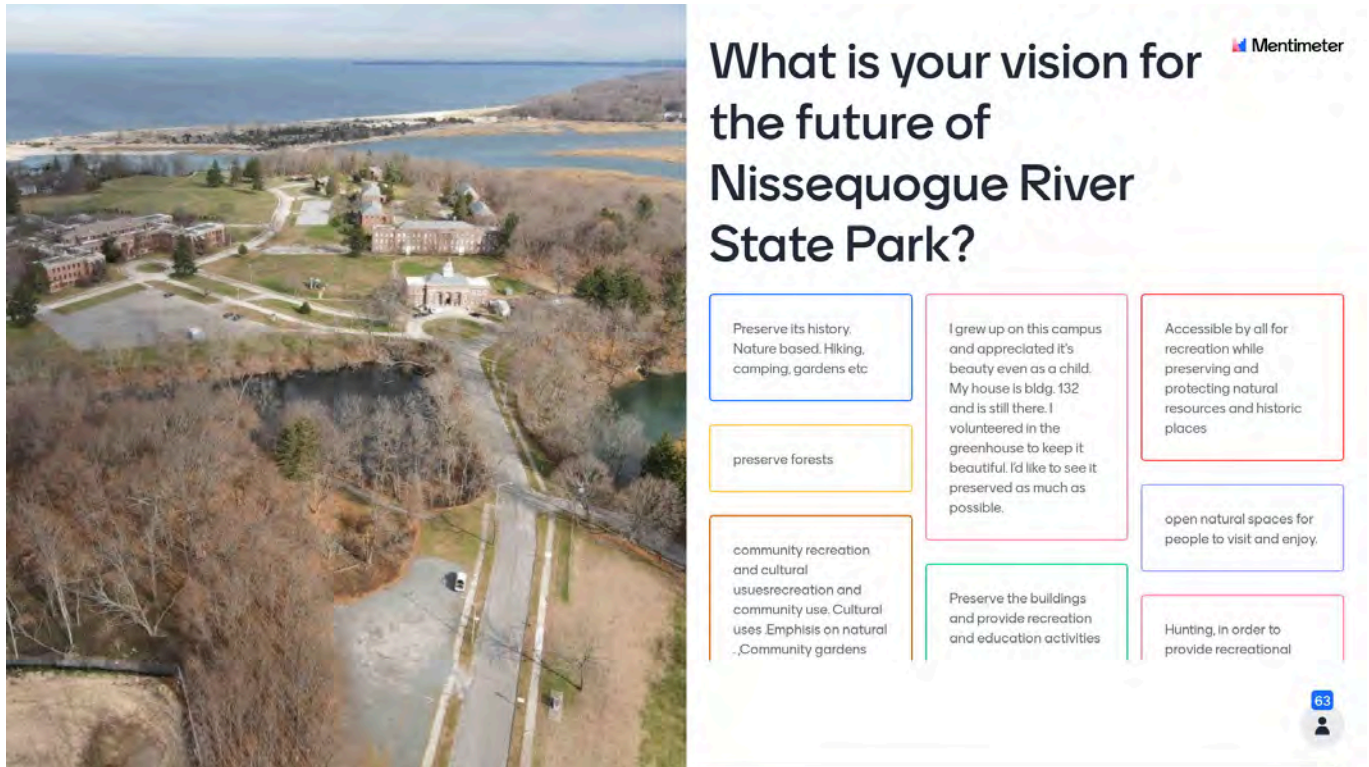 What is your vision for
the future of
Nissequogue River
State Park?
Mentimeter
Preserve its history.
Nature based. Hiking,
camping, gardens etc
preserve forests
community recreation
and cultural
usuesrecreation and
community use. Cultural
uses .Emphisis on natural
. ,Community gardens
I grew up on this campus
and appreciated it's
beauty even as a child.
My house is bldg. 132
and is still there. I
volunteered in the
greenhouse to keep it
beautiful. I'd like to see it
preserved as much as
possible.
Preserve the buildings
and provide recreation
and education activities
Accessible by all for
recreation while
preserving and
protecting natural
resources and historic
places
open natural spaces for
people to visit and enjoy.
Hunting, in order to
provide recreational
63